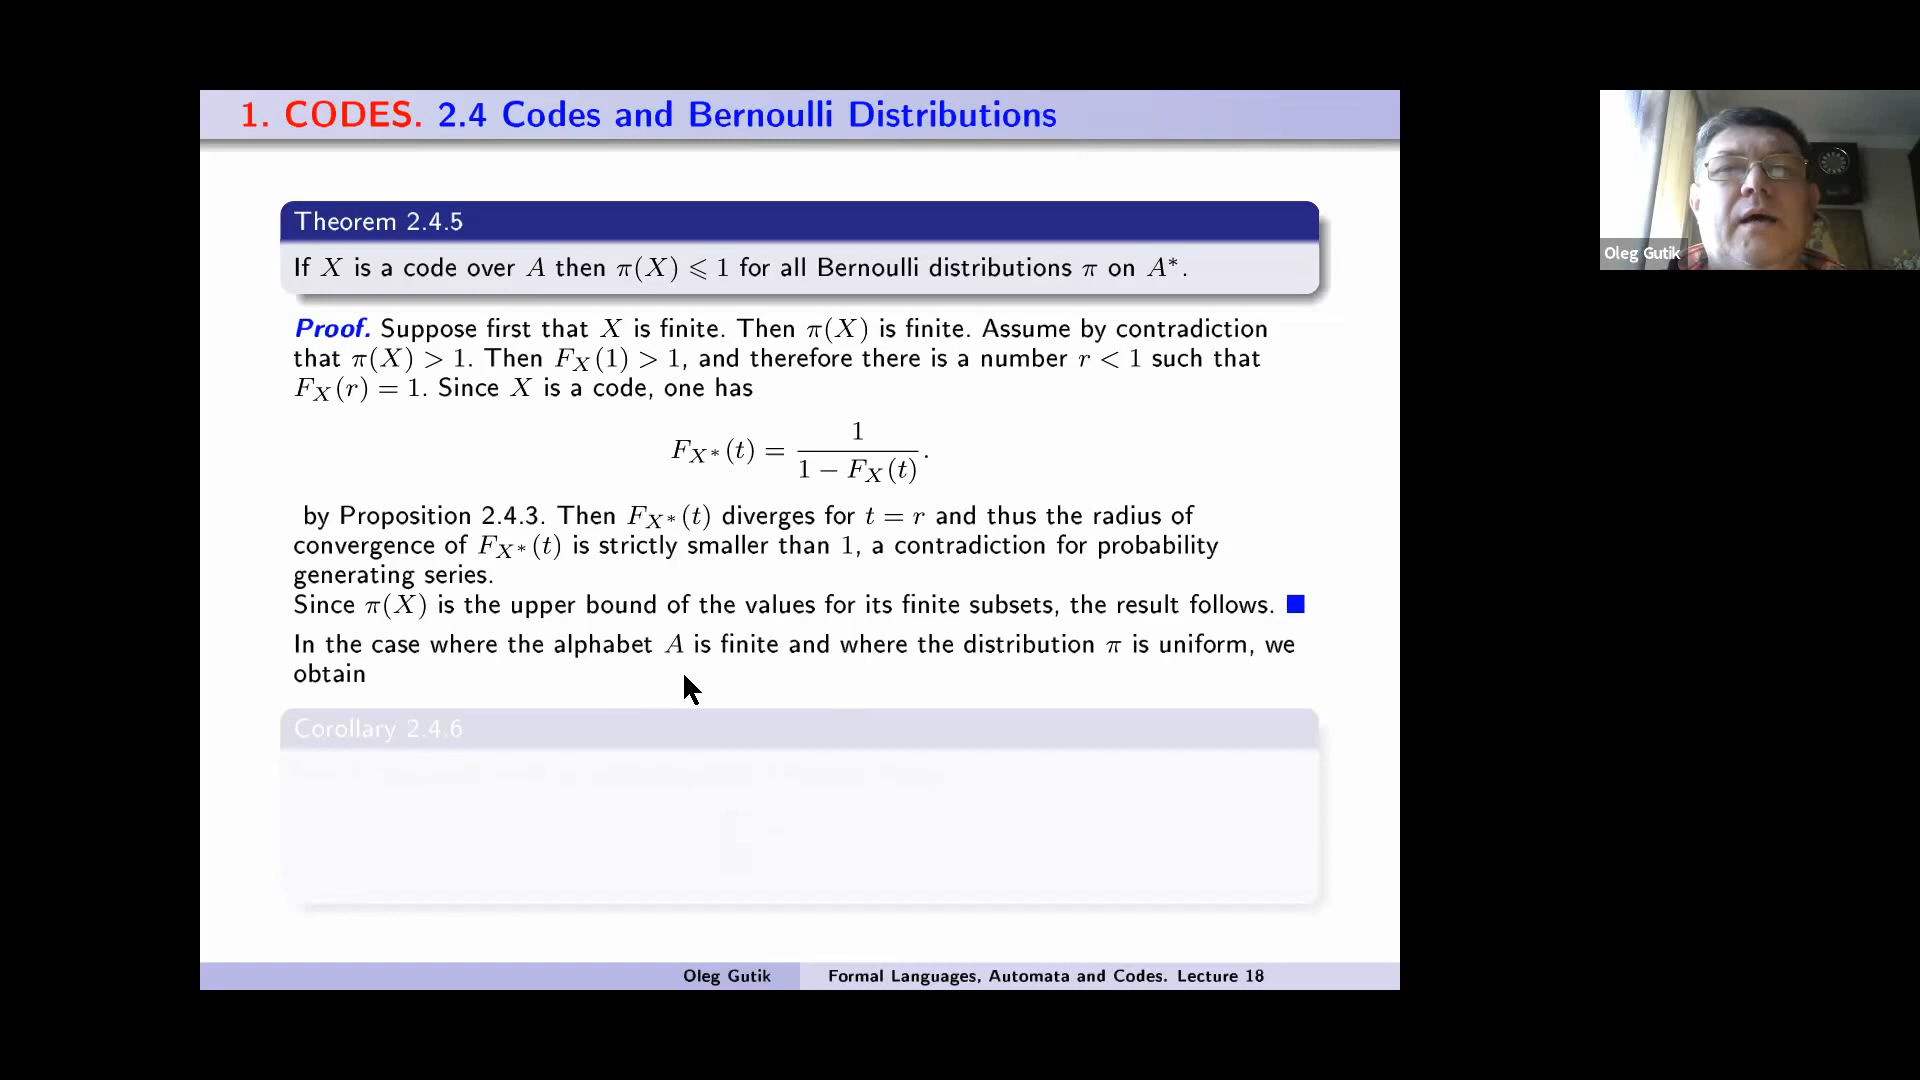 1. CODES. 2.4 Codes and Bernoulli Distributions
Theorem 2.4.5
If X is a code over A then π(X) ⩽ 1 for all Bernoulli distributions π on A*.
Proof. Suppose first that X is finite. Then π(X) is finite. Assume by contradiction
that π(X) > 1. Then F_X(1) > 1, and therefore there is a number r < 1 such that
F_X(r) = 1. Since X is a code, one has
F_{X*}(t) = 1 / (1 − F_X(t)).
by Proposition 2.4.3. Then F_{X*}(t) diverges for t = r and thus the radius of
convergence of F_{X*}(t) is strictly smaller than 1, a contradiction for probability
generating series.
Since π(X) is the upper bound of the values for its finite subsets, the result follows. ■
In the case where the alphabet A is finite and where the distribution π is uniform, we
obtain
Corollary 2.4.6
Oleg Gutik
Formal Languages, Automata and Codes. Lecture 18
Oleg Gutik